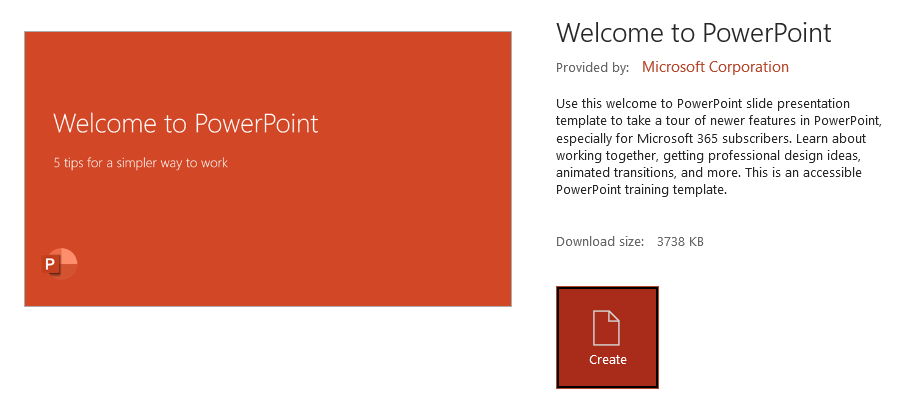 Welcome to PowerPoint
5 tips for a simpler way to work
P
Welcome to PowerPoint
Provided by: Microsoft Corporation
Use this welcome to PowerPoint slide presentation
template to take a tour of newer features in PowerPoint,
especially for Microsoft 365 subscribers. Learn about
working together, getting professional design ideas,
animated transitions, and more. This is an accessible
PowerPoint training template.
Download size: 3738 KB
Create